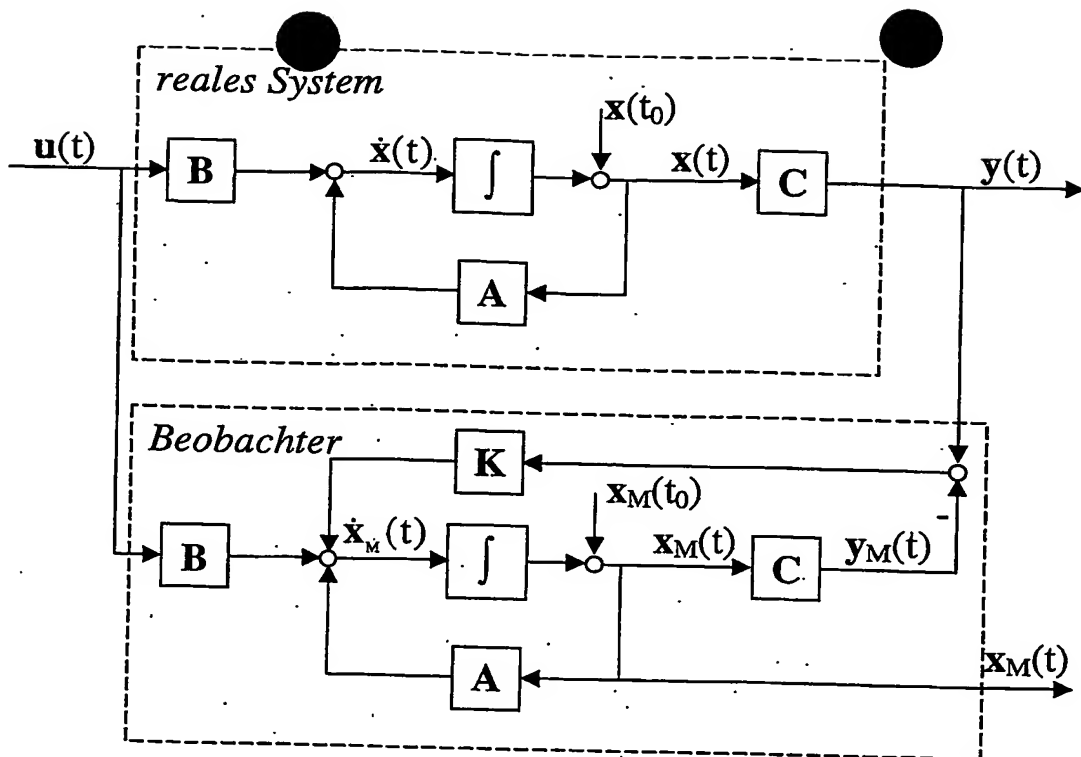 reales System
x(t₀)
u(t)
B
ẋ(t)
∫
x(t)
C
y(t)
A
Beobachter
K
x_M(t₀)
B
ẋ_M(t)
∫
x_M(t)
C
y_M(t)
-
A
x_M(t)